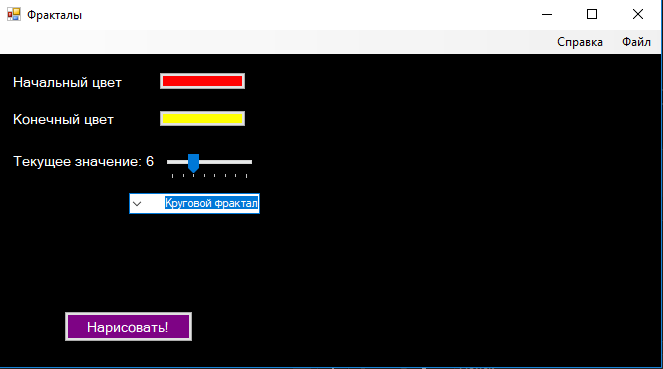 Фракталы
Справка Файл
Начальный цвет
Конечный цвет
Текущее значение: 6
Круговой фрактал
Нарисовать!